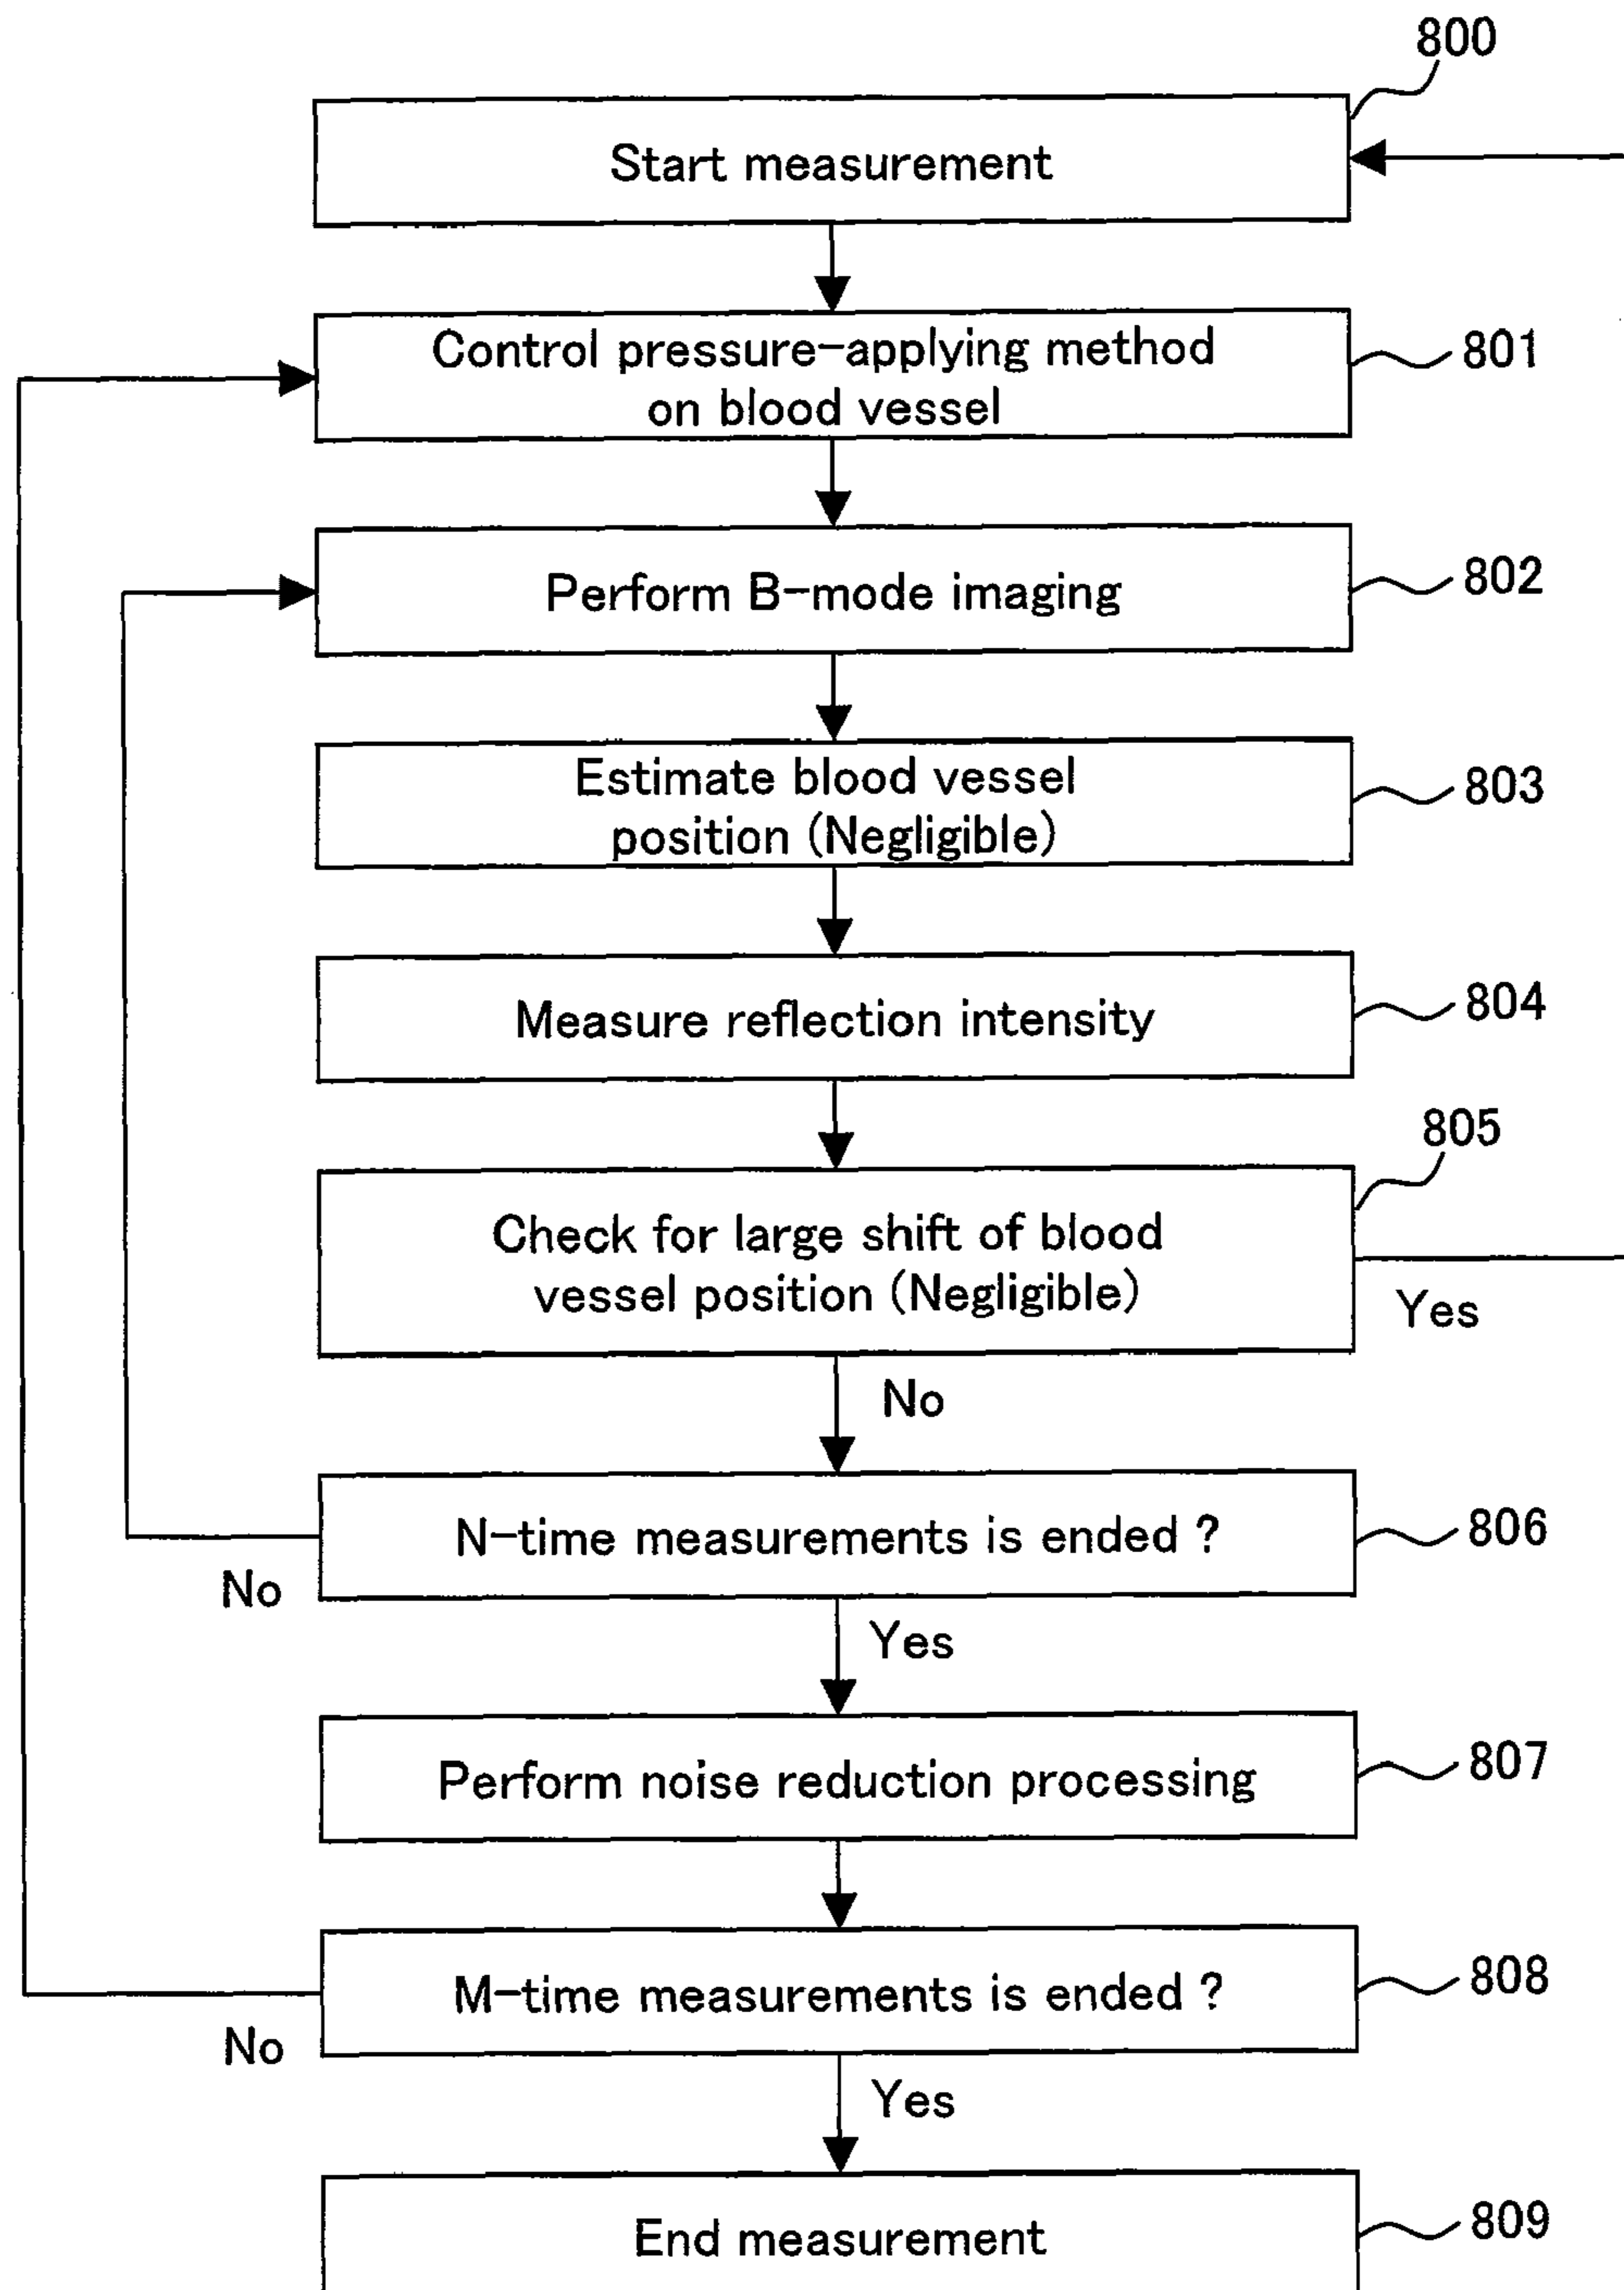 800
Start measurement
Control pressure-applying method
on blood vessel
801
Perform B-mode imaging
802
Estimate blood vessel
position (Negligible)
803
Measure reflection intensity
804
805
Check for large shift of blood
vessel position (Negligible)
Yes
No
N-time measurements is ended ?
806
No
Yes
Perform noise reduction processing
807
M-time measurements is ended ?
808
No
Yes
End measurement
809